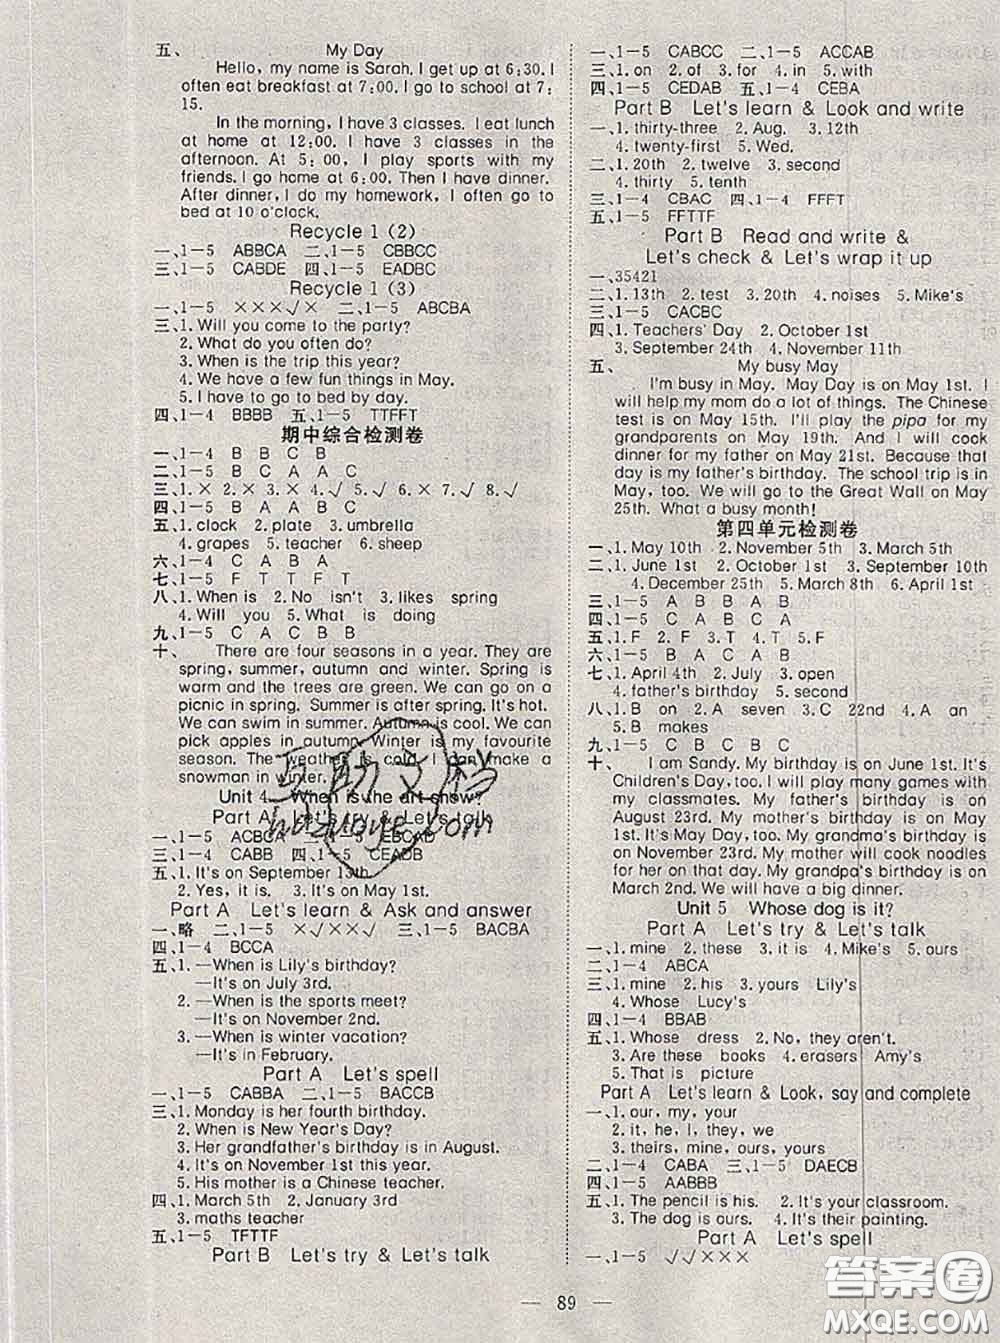 五、 My Day
Hello, my name is Sarah. I get up at 6:30. I
often eat breakfast at 7:00. I go to school at 7:
15.
In the morning, I have 3 classes. I eat lunch
at home at 12:00. I have 3 classes in the
afternoon. At 5:00, I play sports with my
friends. I go home at 6:00. Then I have dinner.
After dinner, I do my homework, I often go to
bed at 10 o'clock.
Recycle 1 (2)
一、1-5 ABBCA 二、1-5 CBBCC
三、1-5 CABDE 四、1-5 EADBC
Recycle 1 (3)
一、1-5 ×××√× 二、1-5 ABCBA
三、1. Will you come to the party?
2. What do you often do?
3. When is the trip this year?
4. We have a few fun things in May.
5. I have to go to bed by day.
四、1-4 BBBB 五、1-5 TTFFT
期中综合检测卷
一、1-4 B B C B
二、1-5 B A C A C
三、1. × 2. × 3. × 4. √ 5. √ 6. × 7. √ 8. √
四、1-5 B A A B C
五、1. clock 2. plate 3. umbrella
4. grapes 5. teacher 6. sheep
六、1-4 C A B A
七、1-5 F T T F T
八、1. When is 2. No isn't 3. likes spring
4. Will you 5. What is doing
九、1-5 C A C B B
十、 There are four seasons in a year. They are
spring, summer, autumn and winter. Spring is
warm and the trees are green. We can go on a
picnic in spring. Summer is after spring. It's hot.
We can swim in summer. Autumn is cool. We can
pick apples in autumn. Winter is my favourite
season. The weather is cold. I can make a
snowman in winter.
Unit 4 When is the art show?
Part A Let's try & Let's talk
一、1-5 ACBCA 二、1-5 EBCAD
三、1-4 CABB 四、1-5 CEADB
五、1. It's on September 13th.
2. Yes, it is. 3. It's on May 1st.
Part A Let's learn & Ask and answer
一、略 二、1-5 ×√××√ 三、1-5 BACBA
四、1-4 BCCA
五、1. —When is Lily's birthday?
—It's on July 3rd.
2. —When is the sports meet?
—It's on November 2nd.
3. —When is winter vacation?
—It's in February.
Part A Let's spell
一、1-5 CABBA 二、1-5 BACCB
三、1. Monday is her fourth birthday.
2. When is New Year's Day?
3. Her grandfather's birthday is in August.
4. It's on November 1st this year.
5. His mother is a Chinese teacher.
四、1. March 5th 2. January 3rd
3. maths teacher
五、1-5 TFTTF
Part B Let's try & Let's talk
一、1-5 CABCC 二、1-5 ACCAB
三、1. on 2. of 3. for 4. in 5. with
四、1-5 CEDAB 五、1-4 CEBA
Part B Let's learn & Look and write
一、1. thirty-three 2. Aug. 3. 12th
4. twenty-first 5. Wed.
二、1. 20th 2. twelve 3. second
4. thirty 5. tenth
三、1-4 CBAC 四、1-4 FFFT
五、1-5 FFTTF
Part B Read and write &
Let's check & Let's wrap it up
一、35421
二、1. 13th 2. test 3. 20th 4. noises 5. Mike's
三、1-5 CACBC
四、1. Teachers' Day 2. October 1st
3. September 24th 4. November 11th
五、 My busy May
I'm busy in May. May Day is on May 1st. I
will help my mom do a lot of things. The Chinese
test is on May 15th. I'll play the pipa for my
grandparents on May 19th. And I will cook
dinner for my father on May 21st. Because that
day is my father's birthday. The school trip is in
May, too. We will go to the Great Wall on May
25th. What a busy month!
第四单元检测卷
一、1. May 10th 2. November 5th 3. March 5th
二、1. June 1st 2. October 1st 3. September 10th
4. December 25th 5. March 8th 6. April 1st
三、1-5 A B B A B
四、1-5 C A B C A
五、1. F 2. F 3. T 4. T 5. F
六、1-5 B A C A B
七、1. April 4th 2. July 3. open
4. father's birthday 5. second
八、1. B on 2. A seven 3. C 22nd 4. A an
5. B makes
九、1-5 C B C B C
十、 I am Sandy. My birthday is on June 1st. It's
Children's Day, too. I will play many games with
my classmates. My father's birthday is on
August 23rd. My mother's birthday is on May
1st. It's May Day, too. My grandma's birthday is
on November 23rd. My mother will cook noodles
for her on that day. My grandpa's birthday is on
March 2nd. We will have a big dinner.
Unit 5 Whose dog is it?
Part A Let's try & Let's talk
一、1. mine 2. these 3. it is 4. Mike's 5. ours
二、1-4 ABCA
三、1. mine 2. his 3. yours Lily's
4. Whose Lucy's
四、1-4 BBAB
五、1. Whose dress 2. No, they aren't.
3. Are these books 4. erasers Amy's
5. That is picture
Part A Let's learn & Look, say and complete
一、1. our, my, your
2. it, he, I, they, we
3. theirs, mine, ours, yours
二、1-4 CABA 三、1-5 DAECB
四、1-5 AABBB
五、1. The pencil is his. 2. It's your classroom.
3. The dog is ours. 4. It's their painting.
Part A Let's spell
一、1-5 √√×××
— 89 —
互助文档
huzuoye.com
答案圈
MXQE.COM